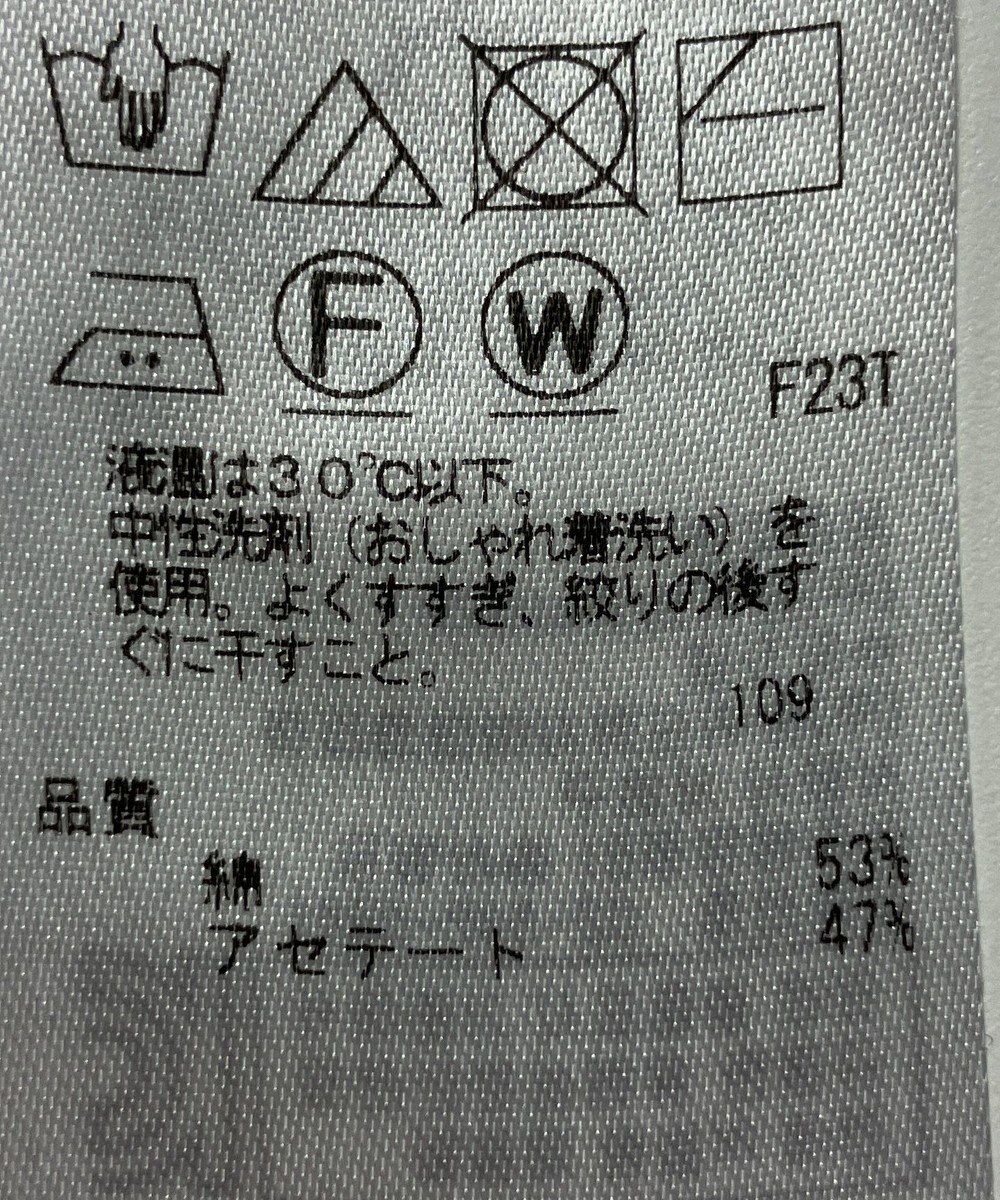 F
W
F23T
液温は30℃以下。
中性洗剤（おしゃれ着洗い）を
使用。よくすすぎ、絞りの後す
ぐに干すこと。
109
品質
綿 53%
アセテート 47%